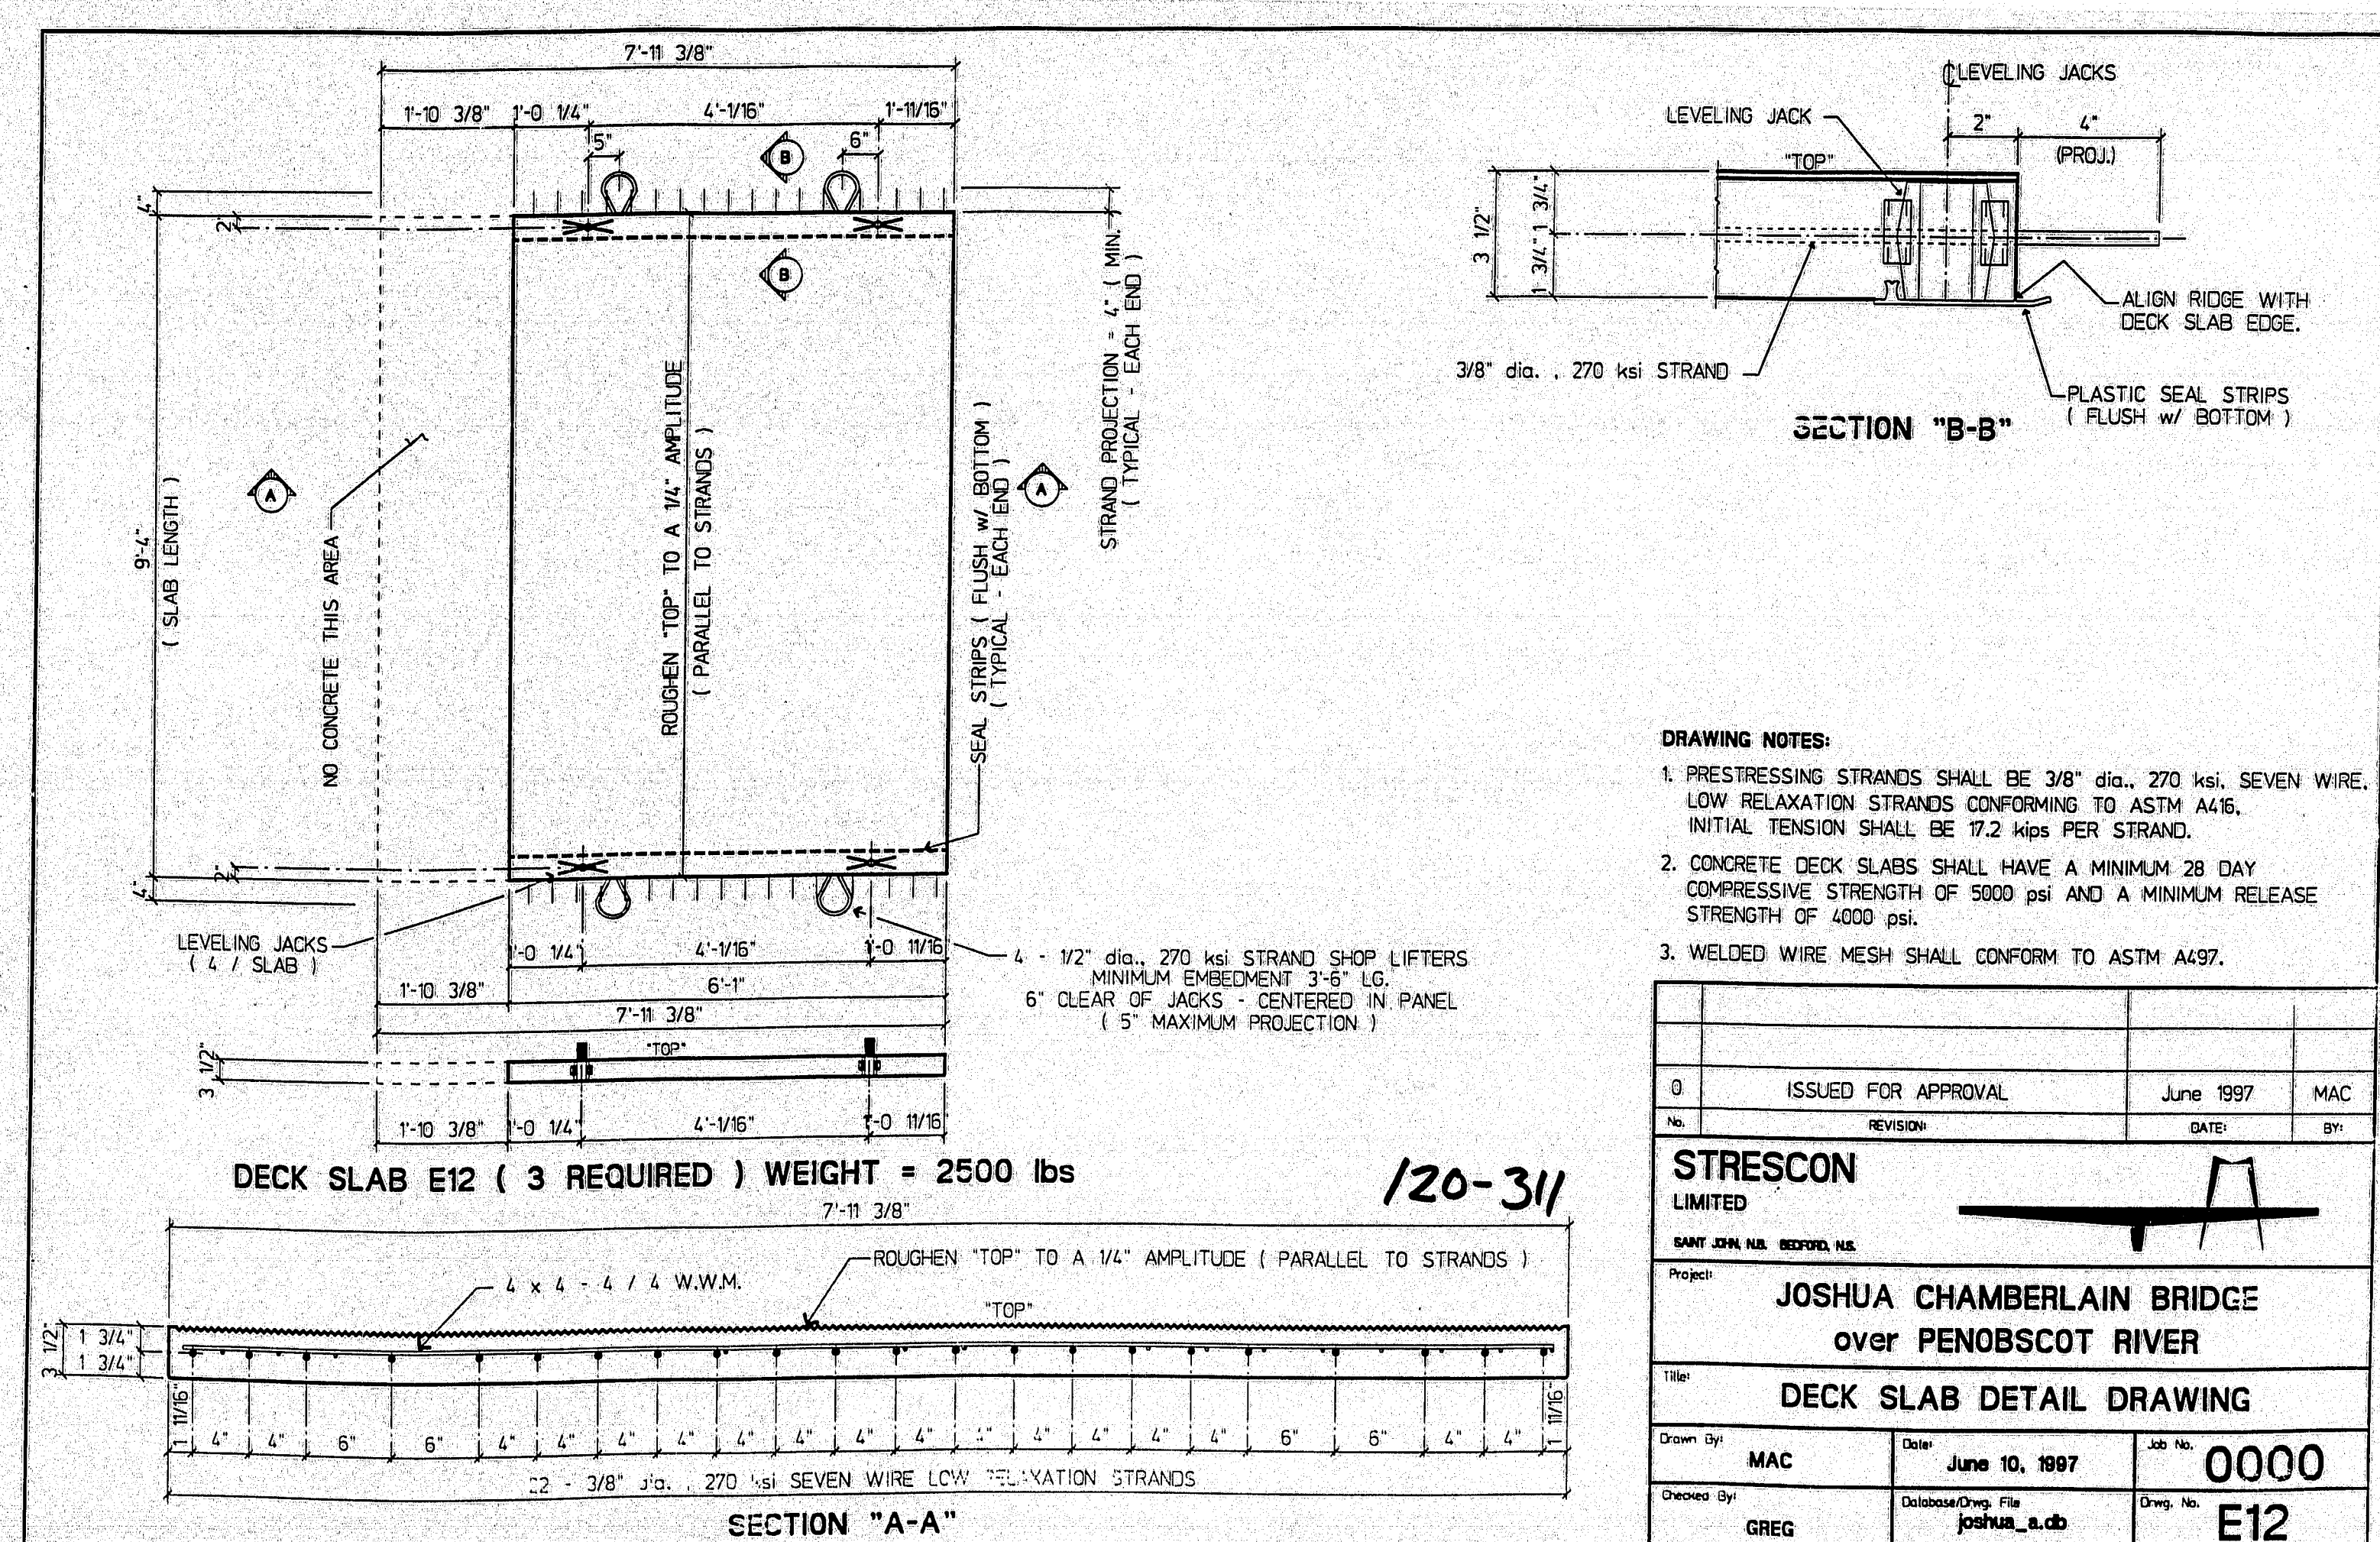 7'-11 3/8"
1'-10 3/8" 1'-0 1/4" 4'-1/16" 1'-11/16"
5" 6"
B
4"
2"
B
9'-4"
( SLAB LENGTH )
A
NO CONCRETE THIS AREA
ROUGHEN "TOP" TO A 1/4" AMPLITUDE
( PARALLEL TO STRANDS )
SEAL STRIPS ( FLUSH w/ BOTTOM )
( TYPICAL - EACH END )
A
STRAND PROJECTION = 4" ( MIN. )
( TYPICAL - EACH END )
2"
4"
LEVELING JACKS
( 4 / SLAB )
1'-0 1/4" 4'-1/16" 1'-0 11/16
1'-10 3/8" 6'-1"
7'-11 3/8"
4 - 1/2" dia., 270 ksi STRAND SHOP LIFTERS
MINIMUM EMBEDMENT 3'-6" LG.
6" CLEAR OF JACKS - CENTERED IN PANEL
( 5" MAXIMUM PROJECTION )
"TOP"
3 1/2"
1'-10 3/8" 1'-0 1/4" 4'-1/16" 1'-0 11/16
DECK SLAB E12 ( 3 REQUIRED ) WEIGHT = 2500 lbs
120-311
7'-11 3/8"
ROUGHEN "TOP" TO A 1/4" AMPLITUDE ( PARALLEL TO STRANDS )
4 x 4 - 4 / 4 W.W.M.
"TOP"
3 1/2"
1 3/4"
1 3/4"
1 11/16" 4" 4" 6" 6" 4" 4" 4" 4" 4" 4" 4" 4" 4" 4" 4" 4" 4" 6" 6" 4" 4" 1 11/16"
22 - 3/8" dia. , 270 ksi SEVEN WIRE LOW RELAXATION STRANDS
SECTION "A-A"
℄ LEVELING JACKS
LEVELING JACK
2" 4"
(PROJ.)
"TOP"
3 1/2"
1 3/4"
1 3/4"
ALIGN RIDGE WITH
DECK SLAB EDGE.
3/8" dia. , 270 ksi STRAND
PLASTIC SEAL STRIPS
( FLUSH w/ BOTTOM )
SECTION "B-B"
DRAWING NOTES:
1. PRESTRESSING STRANDS SHALL BE 3/8" dia., 270 ksi, SEVEN WIRE,
LOW RELAXATION STRANDS CONFORMING TO ASTM A416.
INITIAL TENSION SHALL BE 17.2 kips PER STRAND.
2. CONCRETE DECK SLABS SHALL HAVE A MINIMUM 28 DAY
COMPRESSIVE STRENGTH OF 5000 psi AND A MINIMUM RELEASE
STRENGTH OF 4000 psi.
3. WELDED WIRE MESH SHALL CONFORM TO ASTM A497.
0 ISSUED FOR APPROVAL June 1997 MAC
No. REVISION: DATE: BY:
STRESCON
LIMITED
SAINT JOHN, N.B. BEDFORD, N.S.
Project:
JOSHUA CHAMBERLAIN BRIDGE
over PENOBSCOT RIVER
Title:
DECK SLAB DETAIL DRAWING
Drawn By: MAC
Date: June 10, 1997
Job No. 0000
Checked By: GREG
Database/Drwg. File
joshua_a.db
Drwg. No. E12